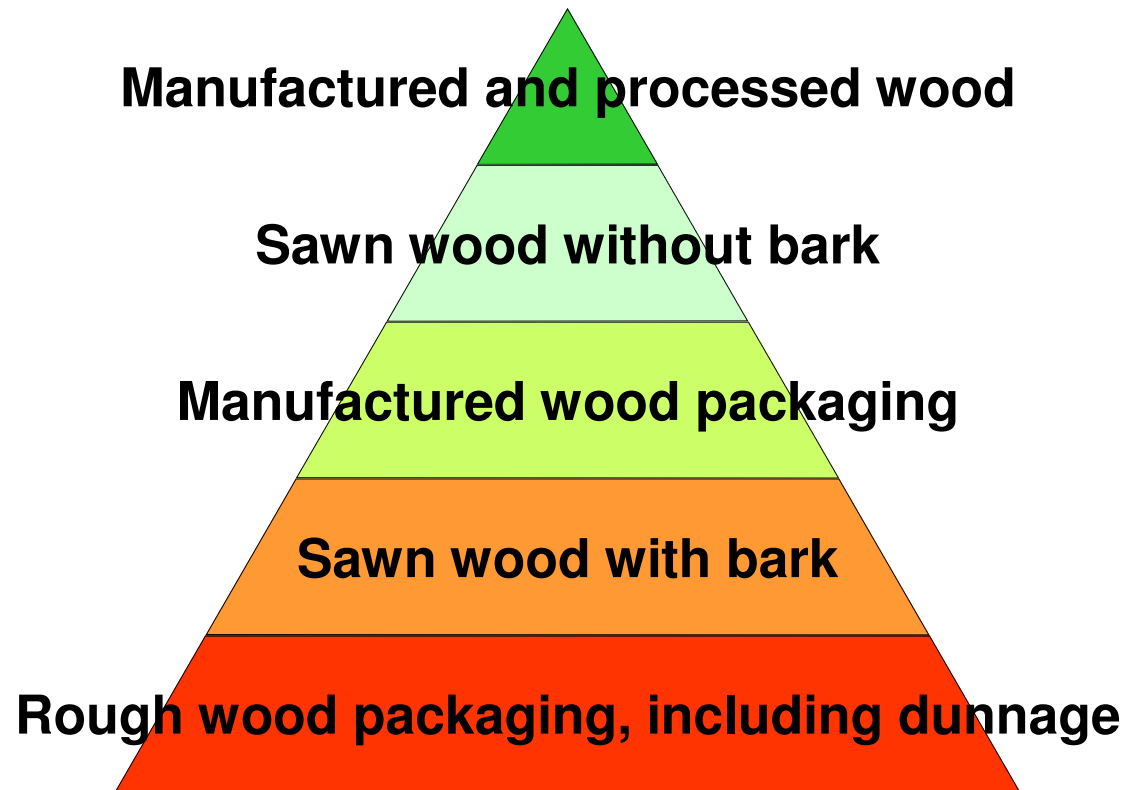 Manufactured and processed wood
Sawn wood without bark
Manufactured wood packaging
Sawn wood with bark
Rough wood packaging, including dunnage